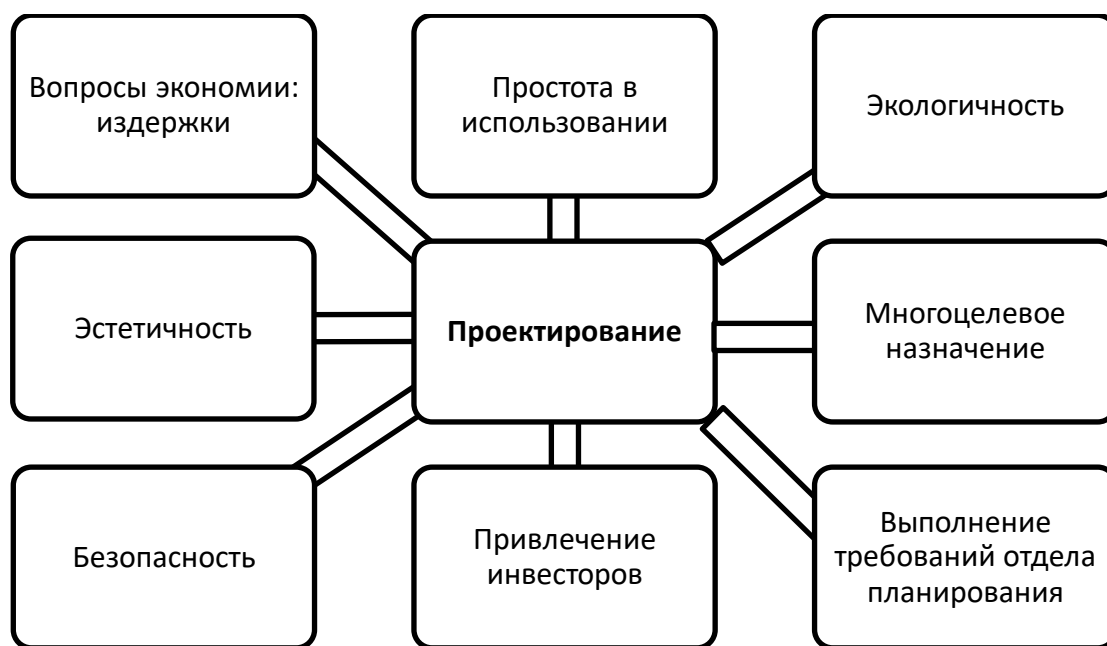 Вопросы экономии:
издержки
Простота в
использовании
Экологичность
Эстетичность
Проектирование
Многоцелевое
назначение
Безопасность
Привлечение
инвесторов
Выполнение
требований отдела
планирования